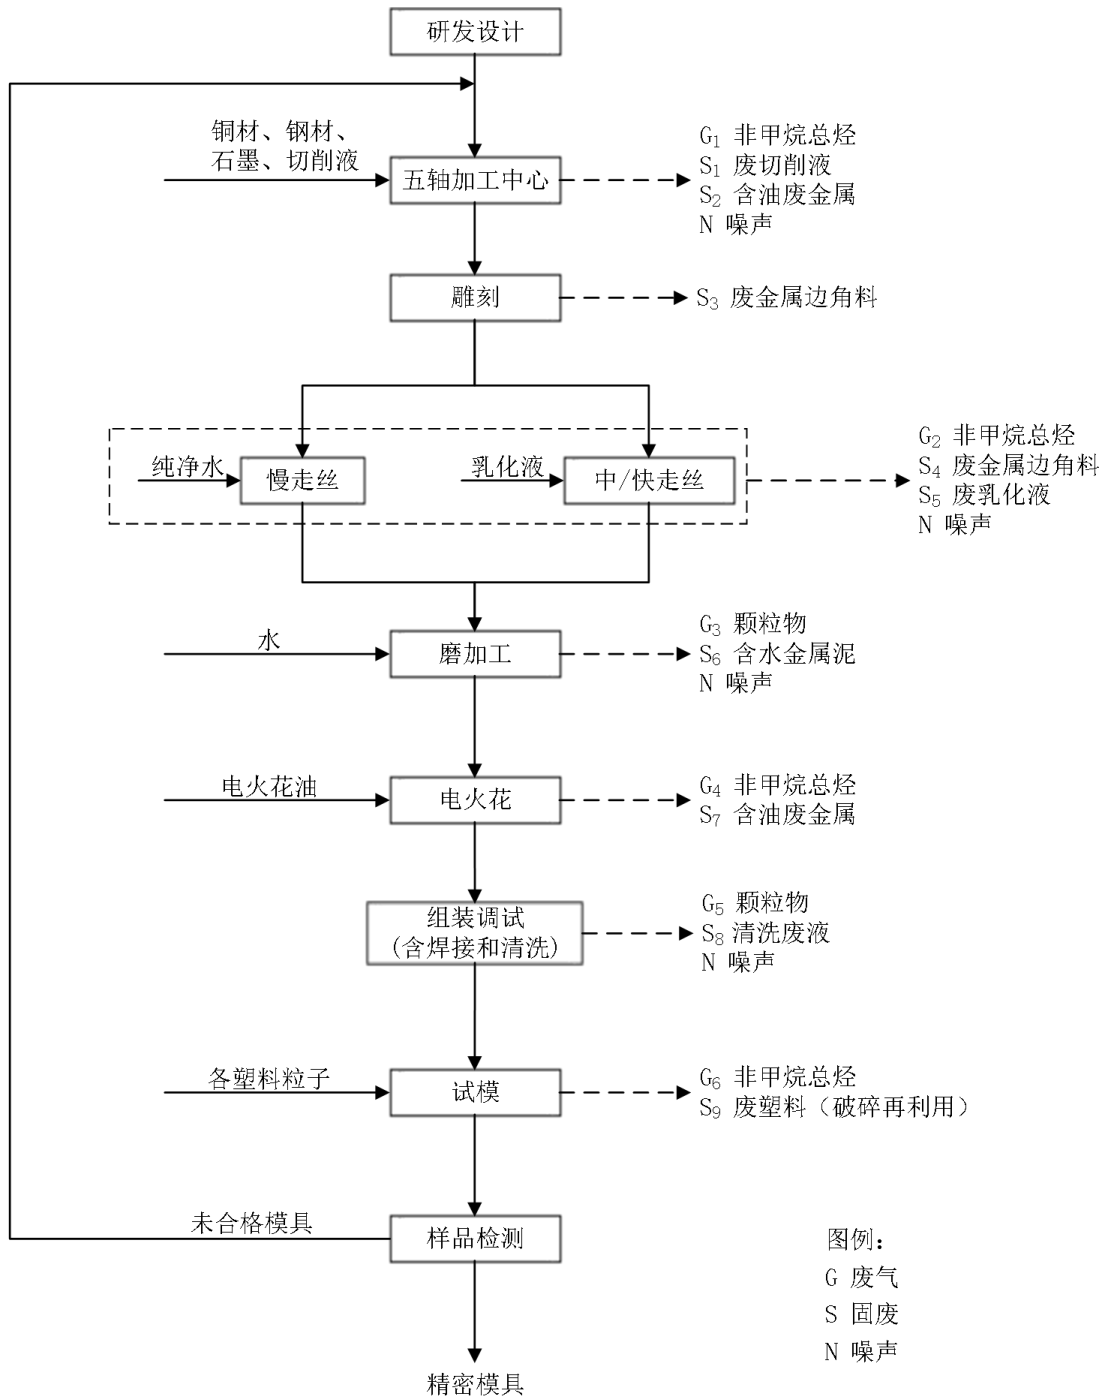 研发设计
铜材、钢材、
石墨、切削液
五轴加工中心
G₁ 非甲烷总烃
S₁ 废切削液
S₂ 含油废金属
N 噪声
雕刻
S₃ 废金属边角料
纯净水
慢走丝
乳化液
中/快走丝
G₂ 非甲烷总烃
S₄ 废金属边角料
S₅ 废乳化液
N 噪声
水
磨加工
G₃ 颗粒物
S₆ 含水金属泥
N 噪声
电火花油
电火花
G₄ 非甲烷总烃
S₇ 含油废金属
组装调试
(含焊接和清洗)
G₅ 颗粒物
S₈ 清洗废液
N 噪声
各塑料粒子
试模
G₆ 非甲烷总烃
S₉ 废塑料（破碎再利用）
未合格模具
样品检测
精密模具
图例：
G 废气
S 固废
N 噪声